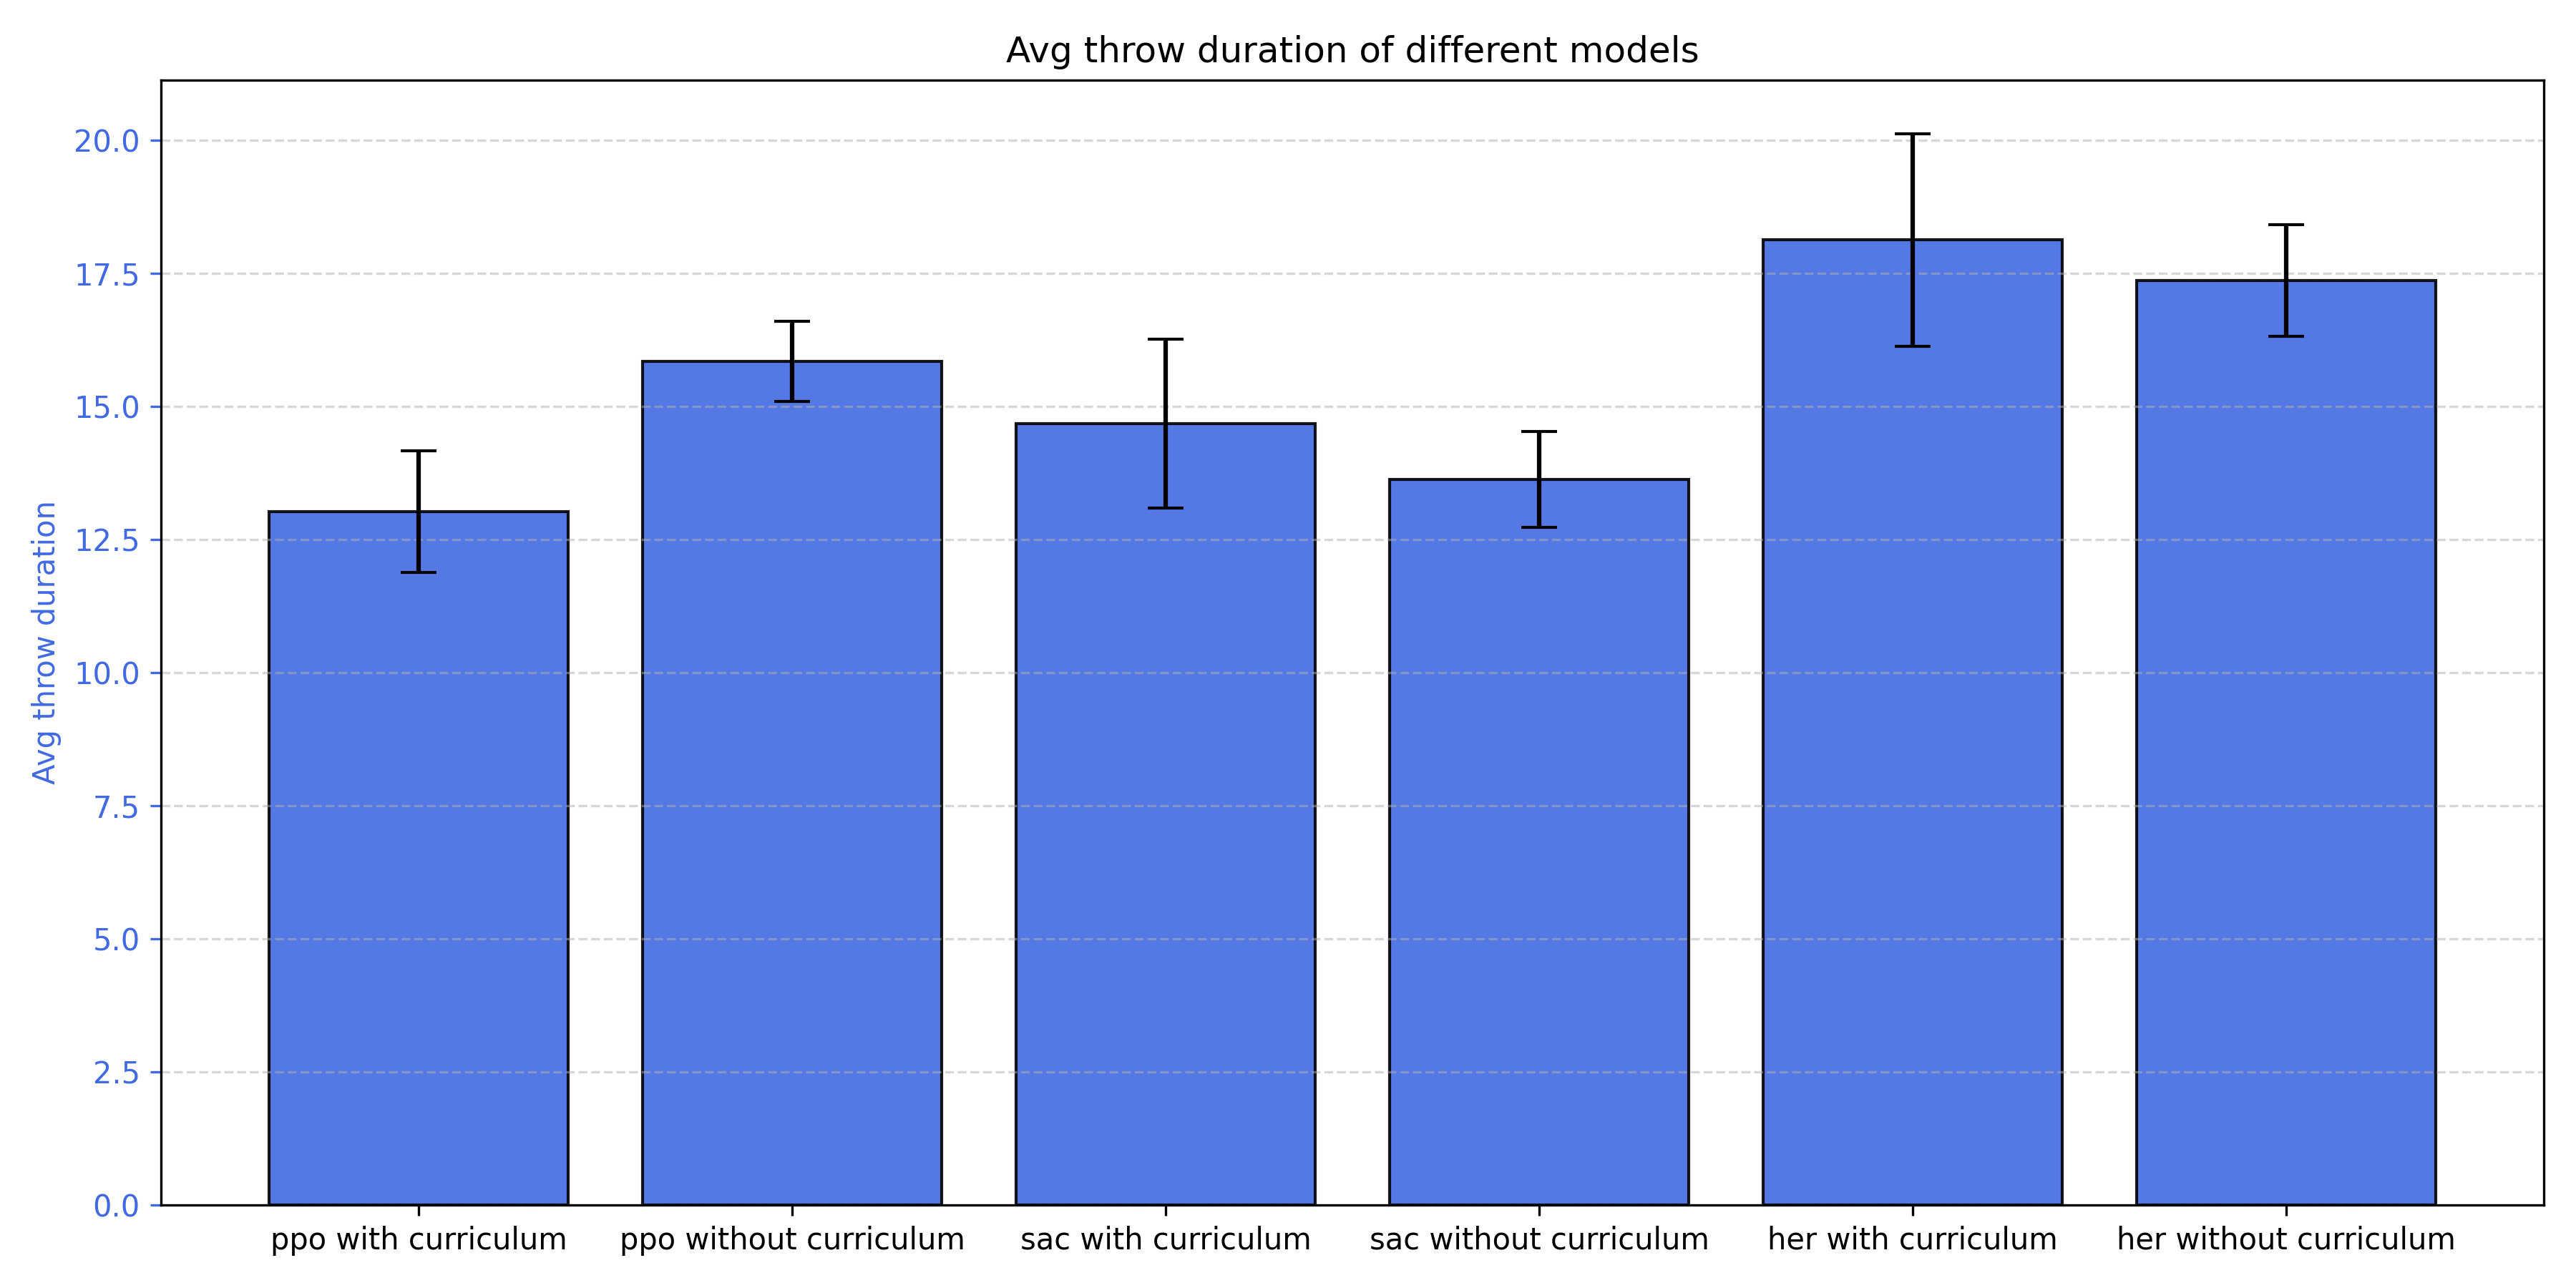 Avg throw duration of different models
Avg throw duration
20.0
17.5
15.0
12.5
10.0
7.5
5.0
2.5
0.0
ppo with curriculum
ppo without curriculum
sac with curriculum
sac without curriculum
her with curriculum
her without curriculum